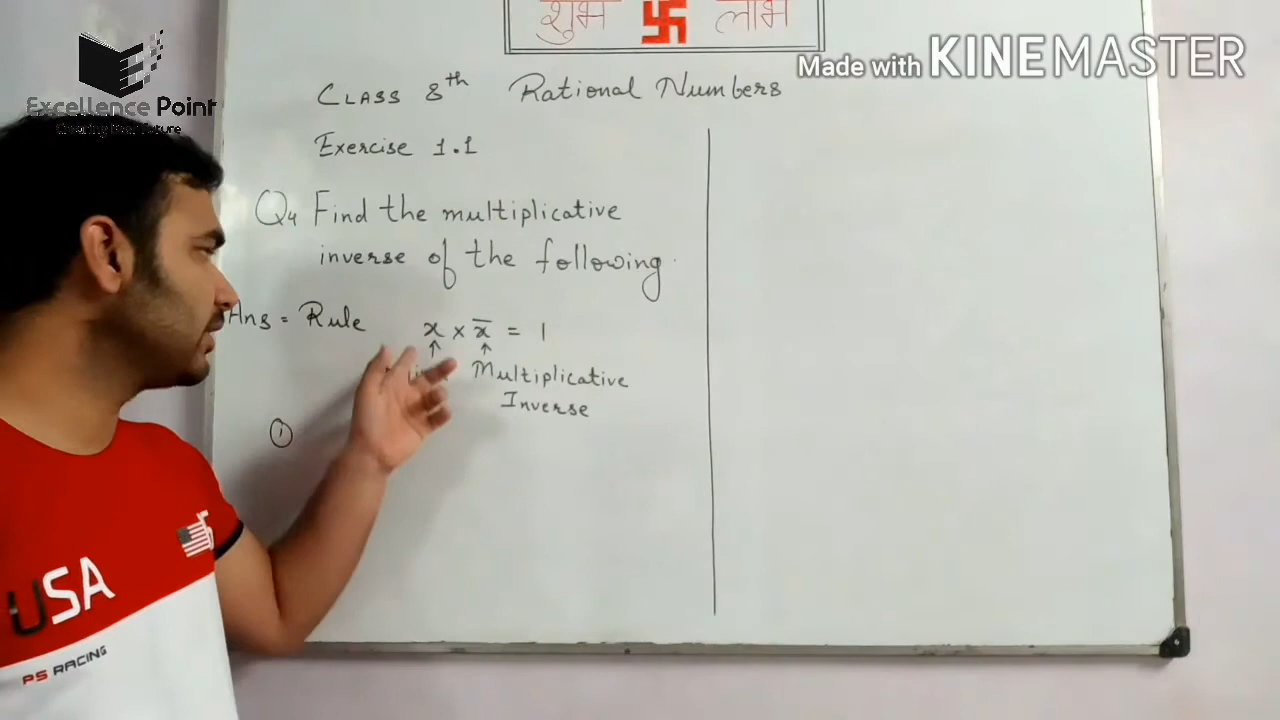 शुभ 卐 लाभ
Made with KINEMASTER
Excellence Point
CLASS 8th Rational Numbers
Exercise 1.1
Q4 Find the multiplicative
inverse of the following.
Ans = Rule x × x̄ = 1
↑ ↑
Multiplicative
Inverse
①
USA
PS RACING